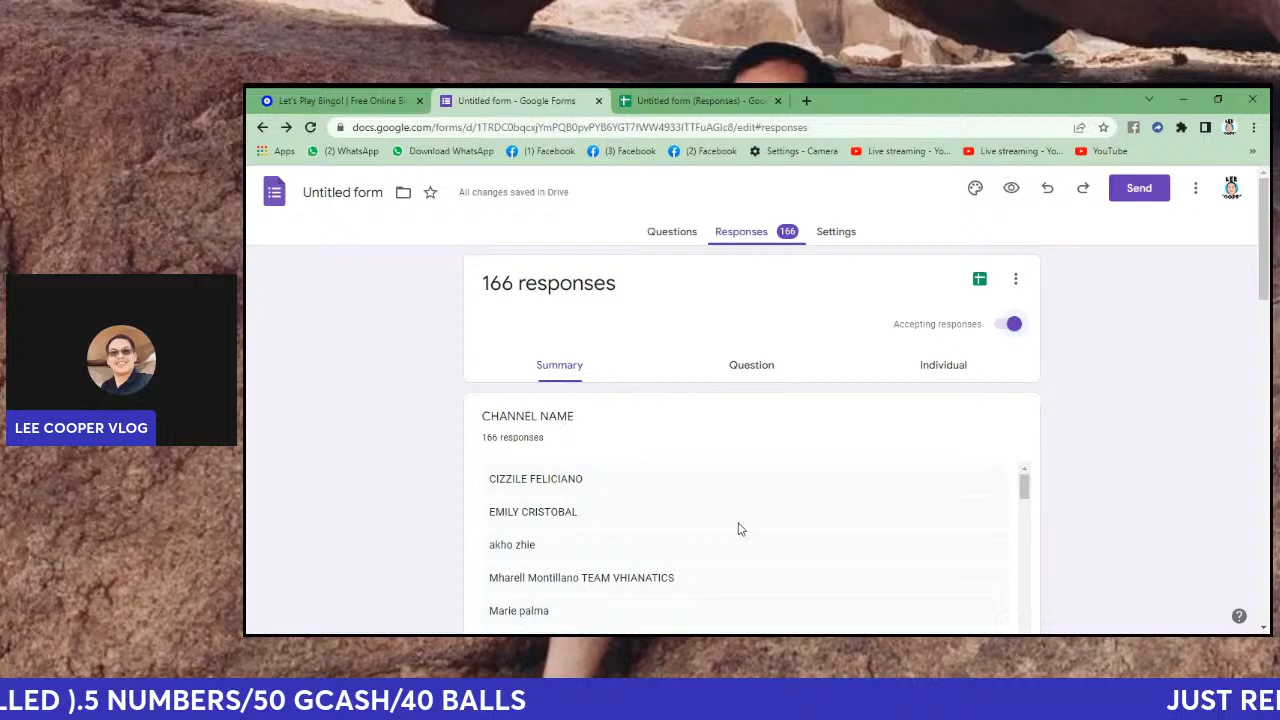 Let's Play Bingo! | Free Online B
Untitled form - Google Forms
Untitled form (Responses) - Goo
docs.google.com/forms/d/1TRDC0bqcxjYmPQB0pvPYB6YGT7fWW4933ITTFuAGIc8/edit#responses
Apps
(2) WhatsApp
Download WhatsApp
(1) Facebook
(3) Facebook
(2) Facebook
Settings - Camera
Live streaming - Yo...
Live streaming - Yo...
YouTube
Untitled form
All changes saved in Drive
Send
Questions
Responses 166
Settings
166 responses
Accepting responses
Summary
Question
Individual
CHANNEL NAME
166 responses
CIZZILE FELICIANO
EMILY CRISTOBAL
akho zhie
Mharell Montillano TEAM VHIANATICS
Marie palma
LEE COOPER VLOG
LLED ).5 NUMBERS/50 GCASH/40 BALLS
JUST RE